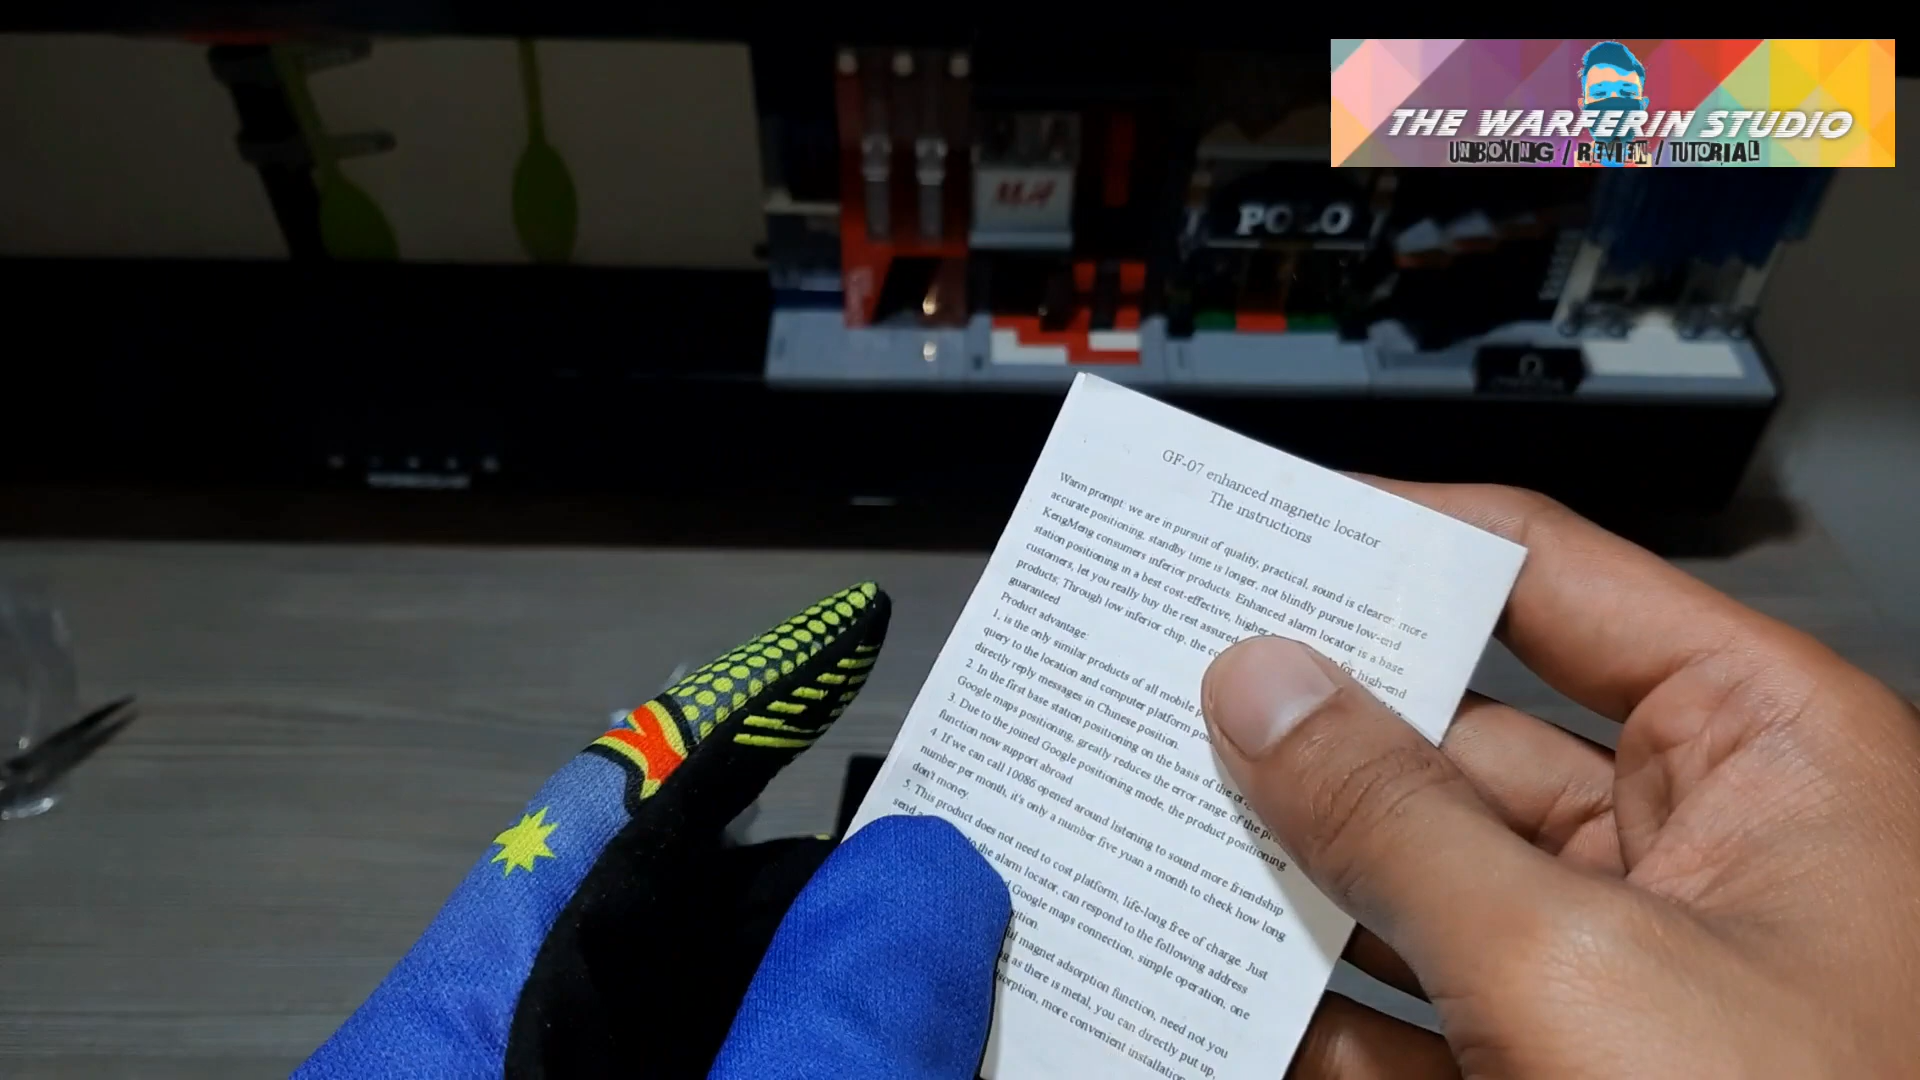 THE WARFERIN STUDIO
UNBOXING / REVIEW / TUTORIAL
POLO
GF-07 enhanced magnetic locator
The instructions
Warm prompt: we are in pursuit of quality, practical, sound is clearer, more
accurate positioning, standby time is longer, not blindly pursue low-end
KengMeng consumers inferior products. Enhanced alarm locator is a base
station positioning in a best cost-effective, higher for high-end
customers, let you really buy the rest assured
products; Through low inferior chip, the
guaranteed
Product advantage:
1, is the only similar products of all mobile
query to the location and computer platform
directly reply messages in Chinese position.
2. In the first base station positioning on the basis of the
Google maps positioning, greatly reduces the error range of the
3. Due to the joined Google positioning mode, the product positioning
function now support abroad
4. If we can call 10086 opened around listening to sound more friendship
number per month, it's only a number five yuan a month to check how long
don't money.
5. This product does not need to cost platform, life-long free of charge. Just
send the alarm locator, can respond to the following address
Google maps connection, simple operation, one
magnet adsorption function, need not you
as there is metal, you can directly put up,
more convenient installation